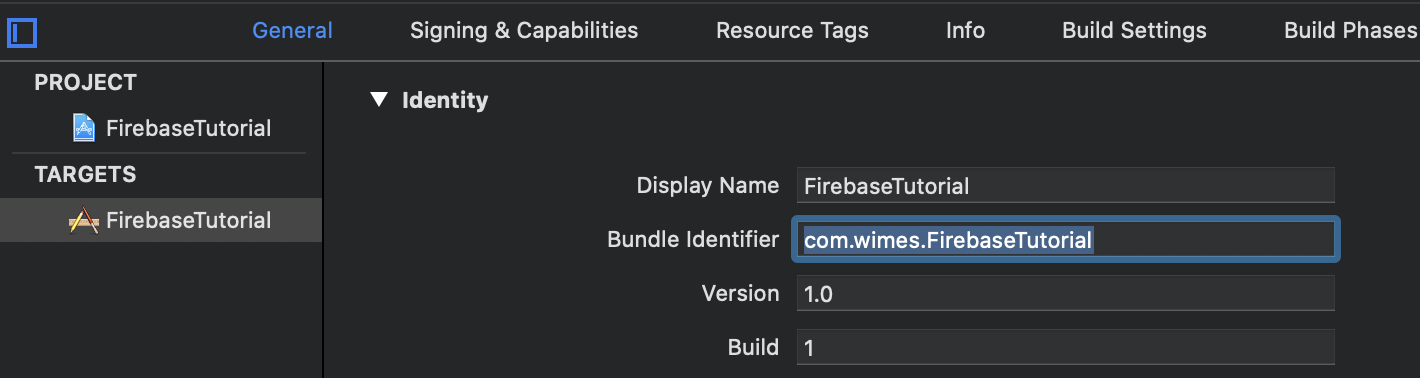 General Signing & Capabilities Resource Tags Info Build Settings Build Phases
PROJECT
FirebaseTutorial
TARGETS
FirebaseTutorial
Identity
Display Name FirebaseTutorial
Bundle Identifier com.wimes.FirebaseTutorial
Version 1.0
Build 1